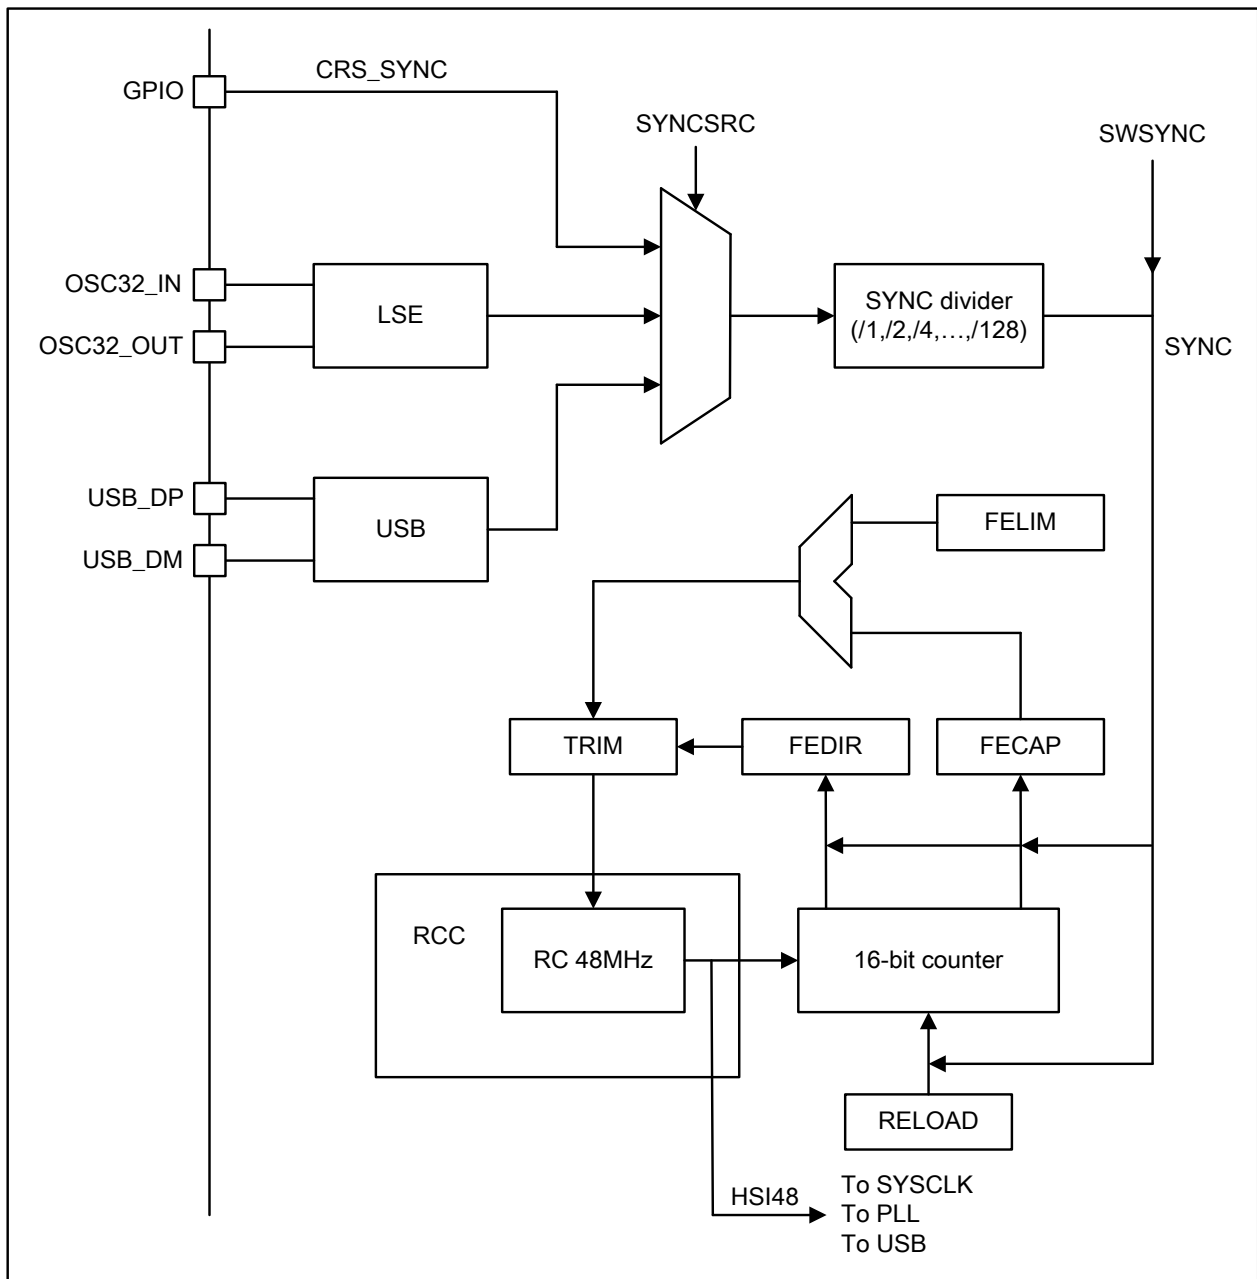 CRS_SYNC
GPIO
SYNCSRC
SWSYNC
OSC32_IN
LSE
SYNC divider
(/1,/2,/4,…,/128)
OSC32_OUT
SYNC
USB_DP
USB
USB_DM
FELIM
TRIM
FEDIR
FECAP
RCC
RC 48MHz
16-bit counter
RELOAD
HSI48
To SYSCLK
To PLL
To USB